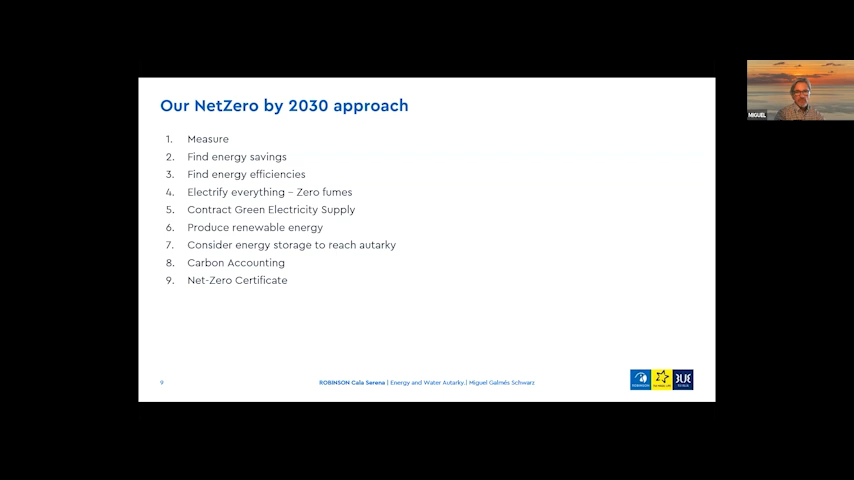 Our NetZero by 2030 approach
1. Measure
2. Find energy savings
3. Find energy efficiencies
4. Electrify everything – Zero fumes
5. Contract Green Electricity Supply
6. Produce renewable energy
7. Consider energy storage to reach autarky
8. Carbon Accounting
9. Net-Zero Certificate
9
ROBINSON Cala Serena | Energy and Water Autarky.| Miguel Galmés Schwarz
ROBINSON
BUE
MIGUEL